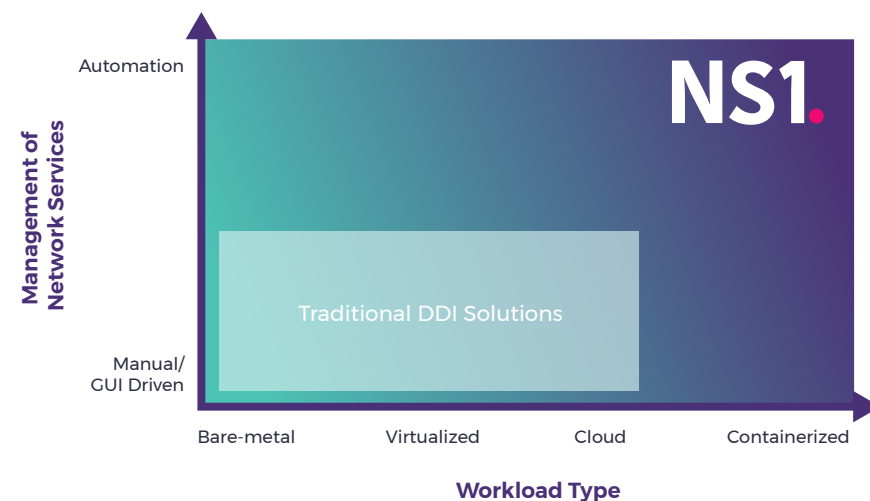 Automation
NS1.
Management of
Network Services
Traditional DDI Solutions
Manual/
GUI Driven
Bare-metal
Virtualized
Cloud
Containerized
Workload Type